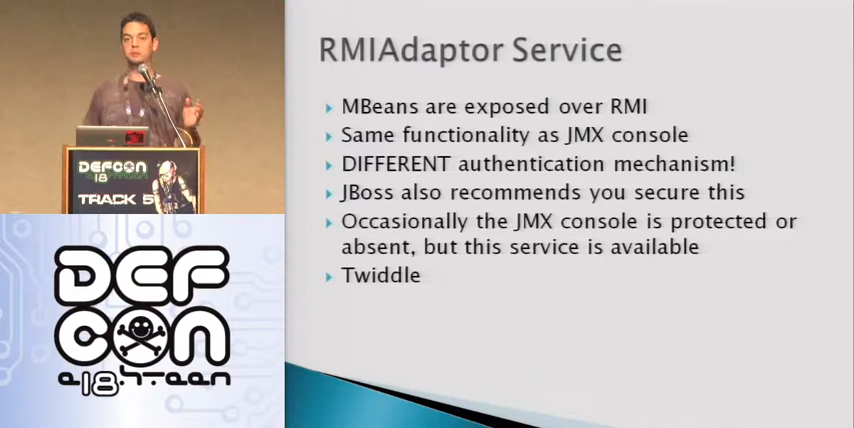 RMIAdaptor Service
MBeans are exposed over RMI
Same functionality as JMX console
DIFFERENT authentication mechanism!
JBoss also recommends you secure this
Occasionally the JMX console is protected or
absent, but this service is available
Twiddle
DEFCON
18
TRACK 5
DEF
CON
e18hteen